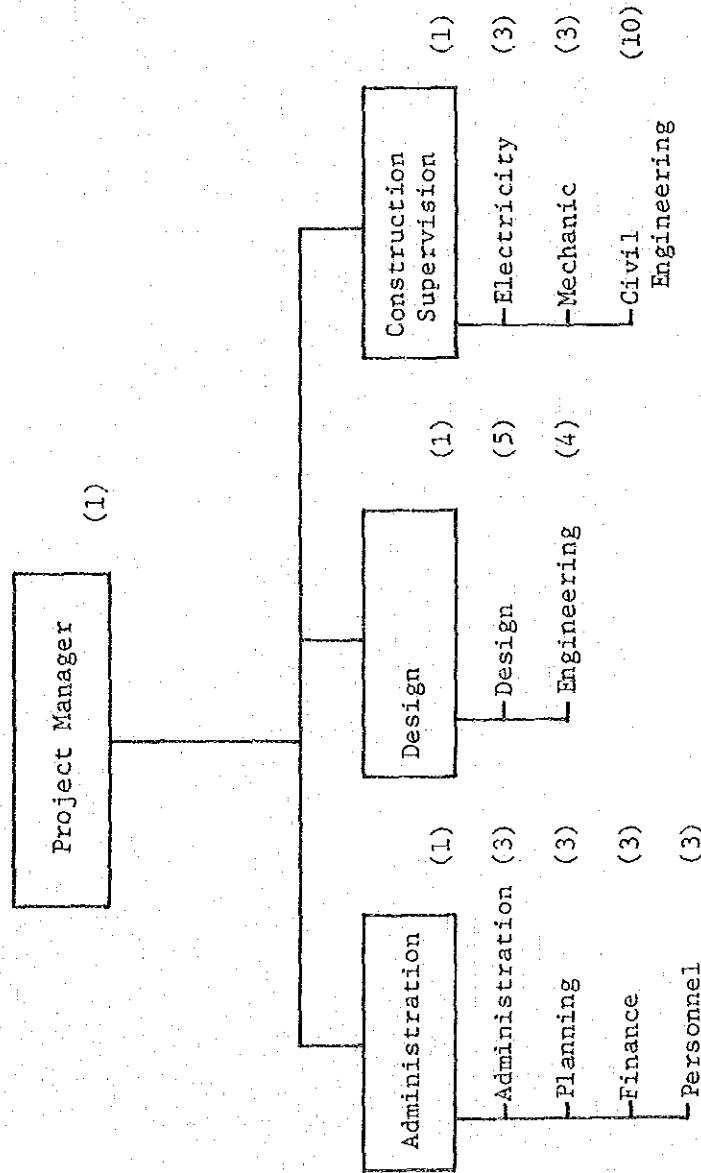 Project Manager
(1)
Administration (1)
Administration (3)
Planning (3)
Finance (3)
Personnel (3)
Design (1)
Design (5)
Engineering (4)
Construction
Supervision (1)
Electricity (3)
Mechanic (3)
Civil (10)
Engineering